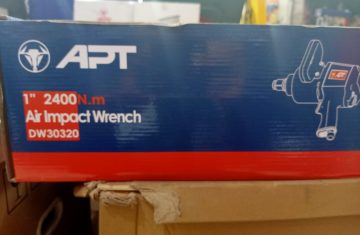 APT
1" 2400N.m
Air Impact Wrench
DW30320